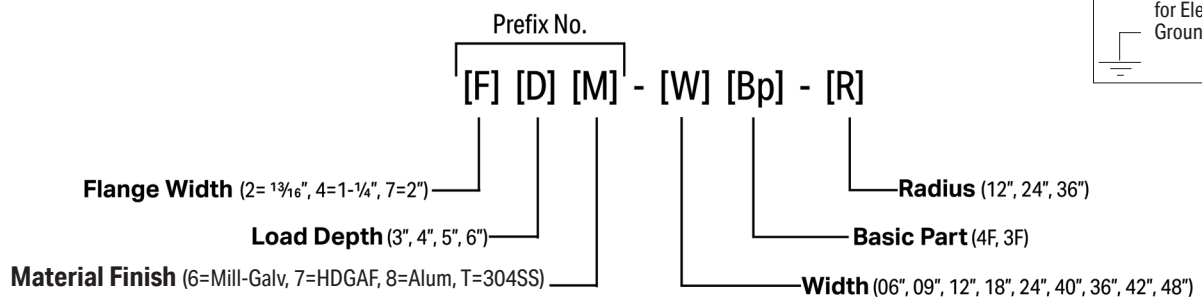 for Ele
Groun
Prefix No.
[F] [D] [M] - [W] [Bp] - [R]
Flange Width (2= ¹³⁄₁₆", 4=1-¼", 7=2")
Radius (12", 24", 36")
Load Depth (3", 4", 5", 6")
Basic Part (4F, 3F)
Material Finish (6=Mill-Galv, 7=HDGAF, 8=Alum, T=304SS)
Width (06", 09", 12", 18", 24", 40", 36", 42", 48")